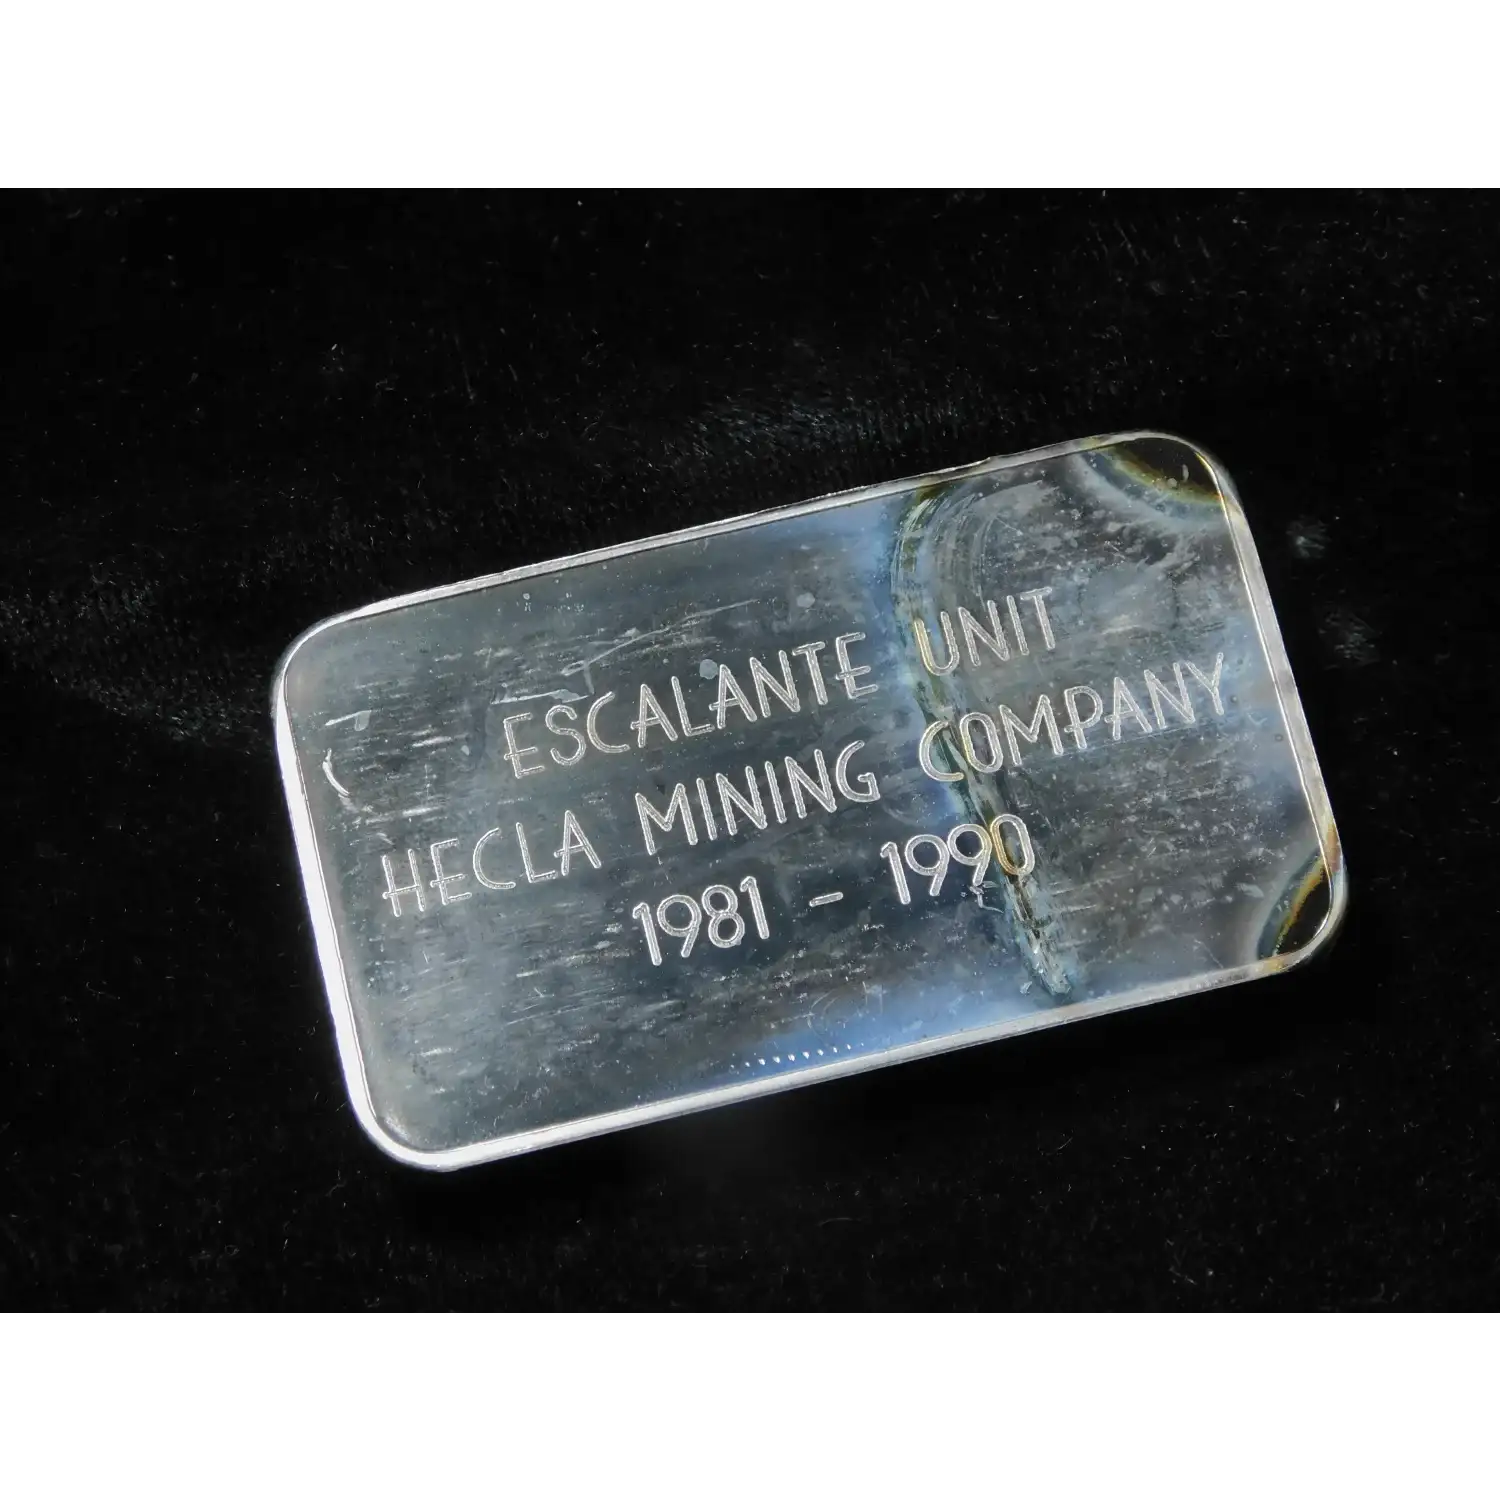 ESCALANTE UNIT
HECLA MINING COMPANY
1981 - 1990